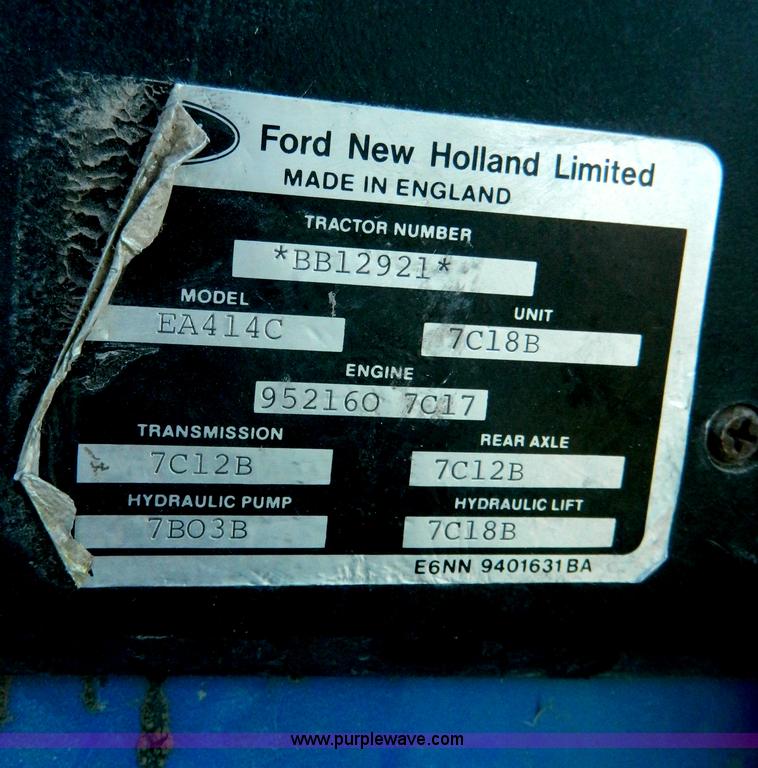 Ford New Holland Limited
MADE IN ENGLAND
TRACTOR NUMBER
*BB12921*
MODEL UNIT
EA414C 7C18B
ENGINE
952160 7C17
TRANSMISSION REAR AXLE
7C12B 7C12B
HYDRAULIC PUMP HYDRAULIC LIFT
7B03B 7C18B
E6NN 9401631BA
www.purplewave.com